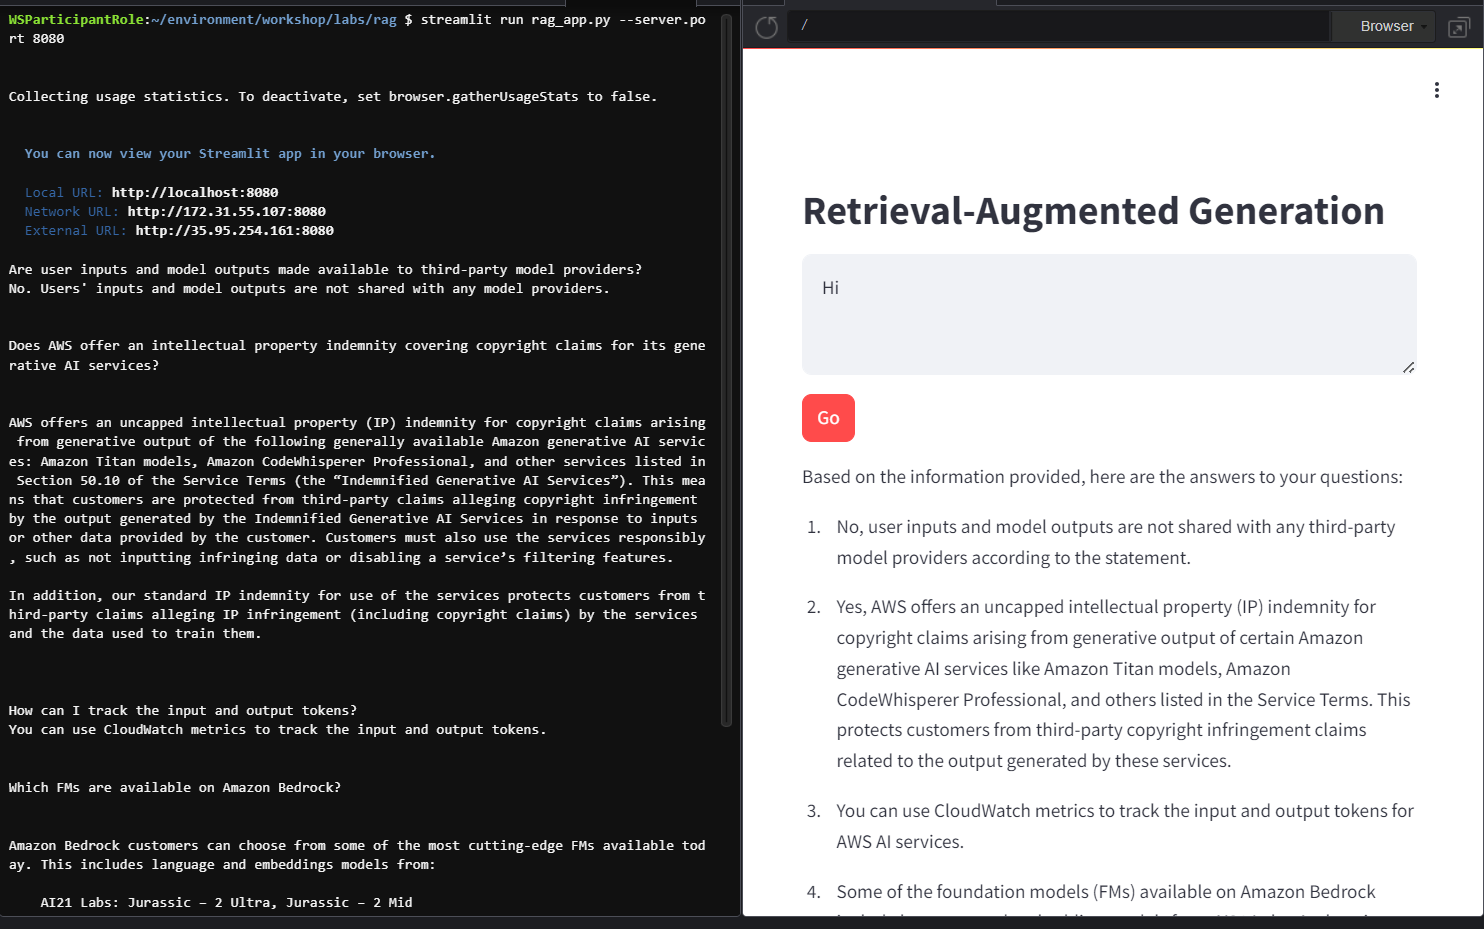 WSParticipantRole:~/environment/workshop/labs/rag $ streamlit run rag_app.py --server.po
rt 8080
Collecting usage statistics. To deactivate, set browser.gatherUsageStats to false.
You can now view your Streamlit app in your browser.
Local URL: http://localhost:8080
Network URL: http://172.31.55.107:8080
External URL: http://35.95.254.161:8080
Are user inputs and model outputs made available to third-party model providers?
No. Users' inputs and model outputs are not shared with any model providers.
Does AWS offer an intellectual property indemnity covering copyright claims for its gene
rative AI services?
AWS offers an uncapped intellectual property (IP) indemnity for copyright claims arising
from generative output of the following generally available Amazon generative AI servic
es: Amazon Titan models, Amazon CodeWhisperer Professional, and other services listed in
Section 50.10 of the Service Terms (the “Indemnified Generative AI Services”). This mea
ns that customers are protected from third-party claims alleging copyright infringement
by the output generated by the Indemnified Generative AI Services in response to inputs
or other data provided by the customer. Customers must also use the services responsibly
, such as not inputting infringing data or disabling a service’s filtering features.
In addition, our standard IP indemnity for use of the services protects customers from t
hird-party claims alleging IP infringement (including copyright claims) by the services
and the data used to train them.
How can I track the input and output tokens?
You can use CloudWatch metrics to track the input and output tokens.
Which FMs are available on Amazon Bedrock?
Amazon Bedrock customers can choose from some of the most cutting-edge FMs available tod
ay. This includes language and embeddings models from:
AI21 Labs: Jurassic – 2 Ultra, Jurassic – 2 Mid
/
Browser
Retrieval-Augmented Generation
Hi
Go
Based on the information provided, here are the answers to your questions:
1. No, user inputs and model outputs are not shared with any third-party
model providers according to the statement.
2. Yes, AWS offers an uncapped intellectual property (IP) indemnity for
copyright claims arising from generative output of certain Amazon
generative AI services like Amazon Titan models, Amazon
CodeWhisperer Professional, and others listed in the Service Terms. This
protects customers from third-party copyright infringement claims
related to the output generated by these services.
3. You can use CloudWatch metrics to track the input and output tokens for
AWS AI services.
4. Some of the foundation models (FMs) available on Amazon Bedrock